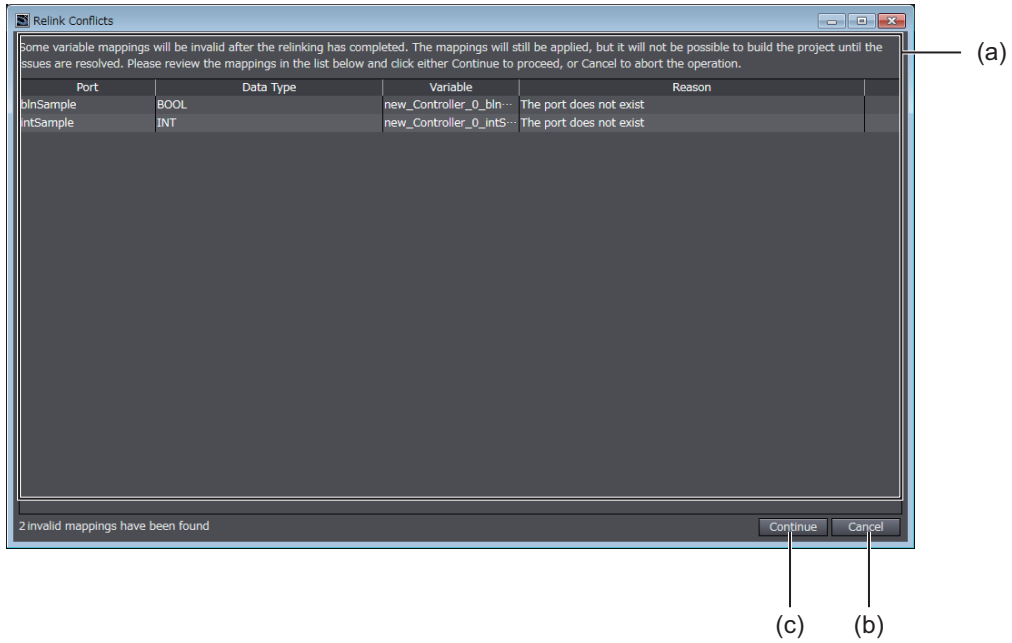 Relink Conflicts
Some variable mappings will be invalid after the relinking has completed. The mappings will still be applied, but it will not be possible to build the project until the
issues are resolved. Please review the mappings in the list below and click either Continue to proceed, or Cancel to abort the operation.
(a)
Port Data Type Variable Reason
blnSample BOOL new_Controller_0_bln··· The port does not exist
intSample INT new_Controller_0_intS··· The port does not exist
2 invalid mappings have been found
Continue Cancel
(c) (b)